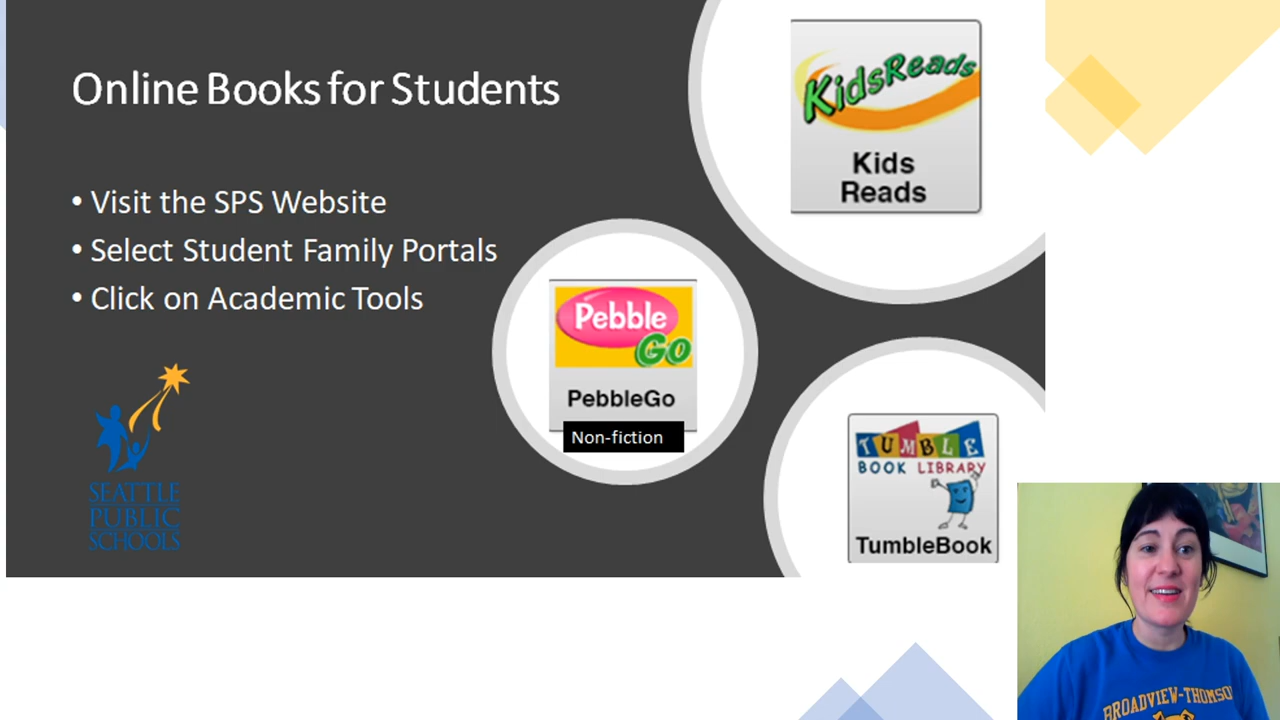 Online Books for Students
• Visit the SPS Website
• Select Student Family Portals
• Click on Academic Tools
SEATTLE
PUBLIC
SCHOOLS
KidsReads
Kids
Reads
Pebble
Go
PebbleGo
Non-fiction
TUMBLE
BOOK LIBRARY
TumbleBook
BROADVIEW-THOMSO